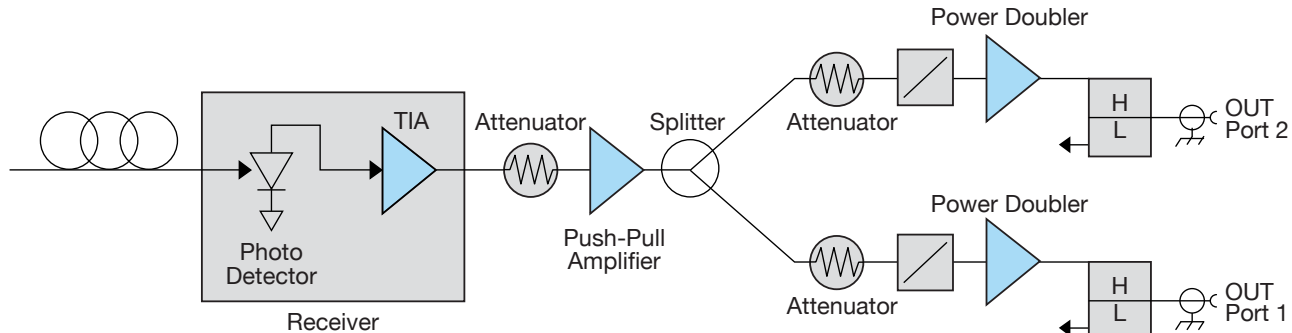 Power Doubler
TIA
Attenuator
Splitter
Attenuator
H
L
OUT
Port 2
Photo
Detector
Push-Pull
Amplifier
Power Doubler
Attenuator
H
L
OUT
Port 1
Receiver